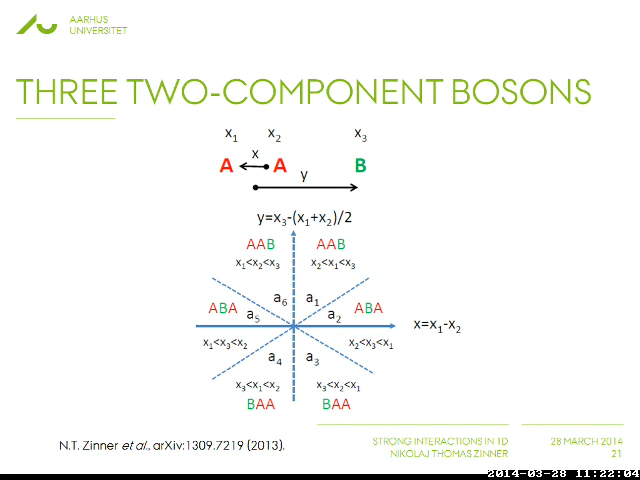 AARHUS
UNIVERSITET
THREE TWO-COMPONENT BOSONS
x₁ x₂ x₃
A x A B
y
y=x₃-(x₁+x₂)/2
AAB AAB
x₁<x₂<x₃ x₂<x₁<x₃
a₆ a₁
ABA a₅ a₂ ABA
x=x₁-x₂
x₁<x₃<x₂ x₂<x₃<x₁
a₄ a₃
x₃<x₁<x₂ x₃<x₂<x₁
BAA BAA
N.T. Zinner et al., arXiv:1309.7219 (2013).
STRONG INTERACTIONS IN 1D 28 MARCH 2014
NIKOLAJ THOMAS ZINNER 21
2014-03-28 11:22:04